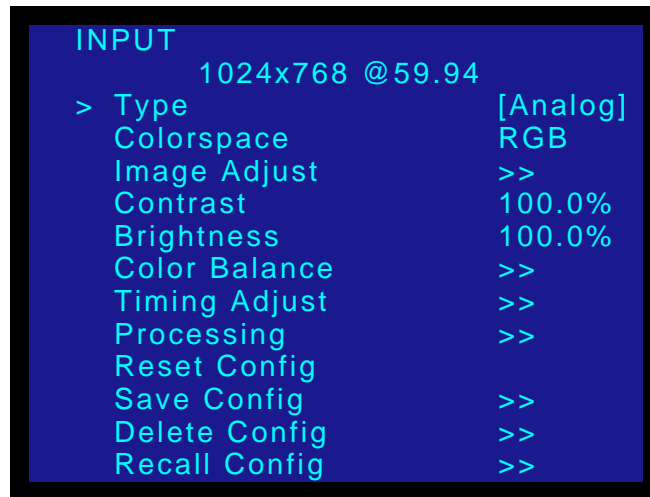 INPUT
1024x768 @59.94
> Type [Analog]
Colorspace RGB
Image Adjust >>
Contrast 100.0%
Brightness 100.0%
Color Balance >>
Timing Adjust >>
Processing >>
Reset Config
Save Config >>
Delete Config >>
Recall Config >>